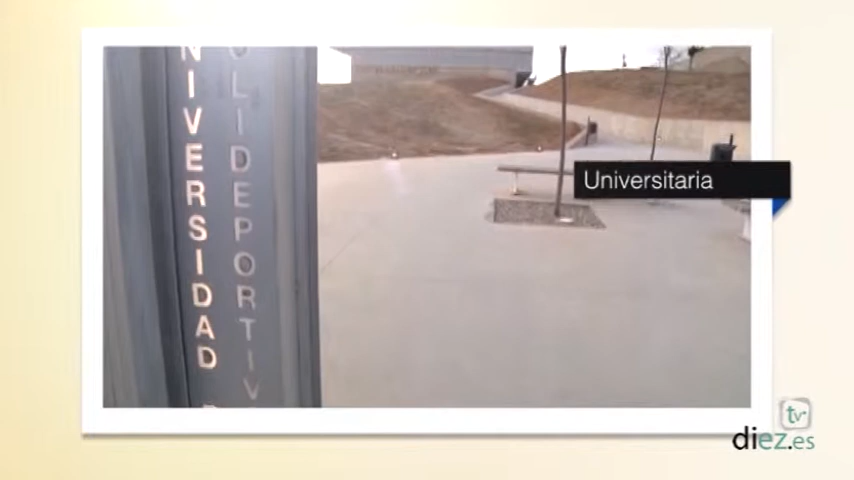 NIVERSIDAD
OLIDEPORTIV
Universitaria
tv
diez.es